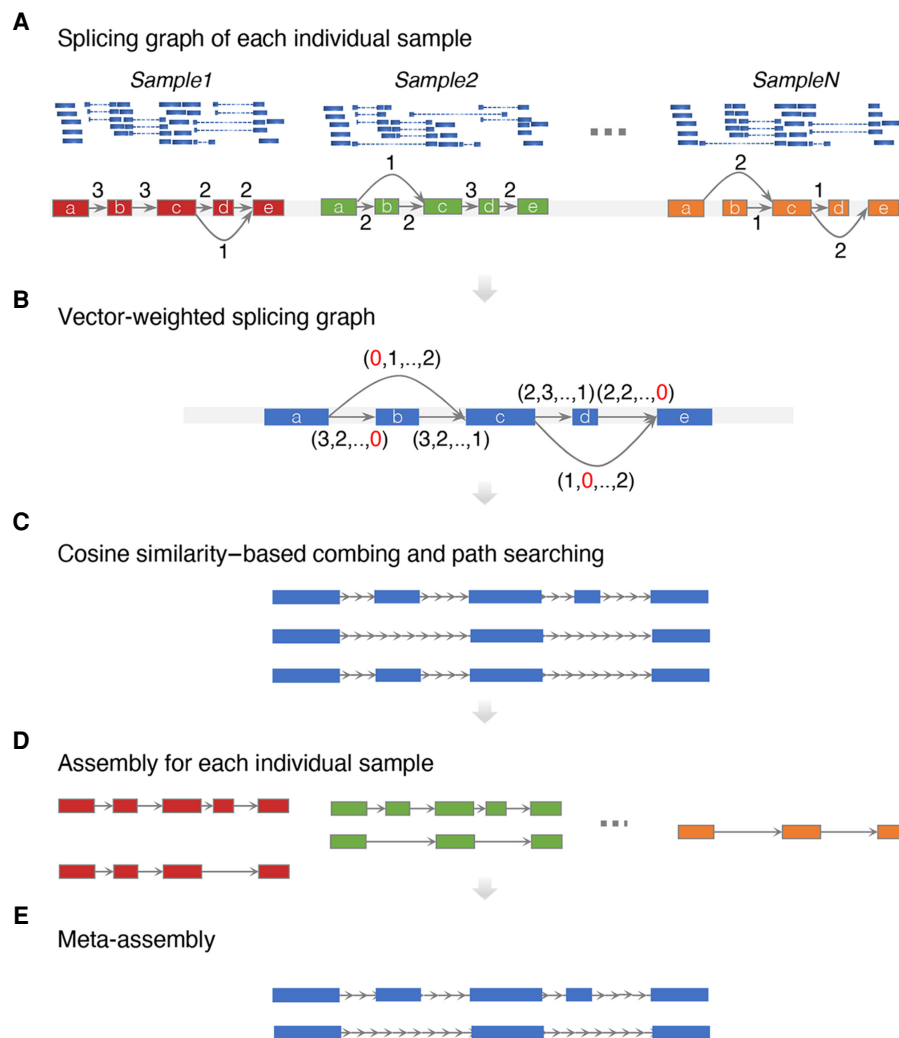 A
Splicing graph of each individual sample
Sample1 Sample2 SampleN
1 2
3 3 2 2 3 2 1
a b c d e a b c d e a b c d e
2 2 1
1 2
B
Vector-weighted splicing graph
(0,1,..,2)
(2,3,..,1) (2,2,..,0)
a b c d e
(3,2,..,0) (3,2,..,1)
(1,0,..,2)
C
Cosine similarity–based combing and path searching
D
Assembly for each individual sample
E
Meta-assembly